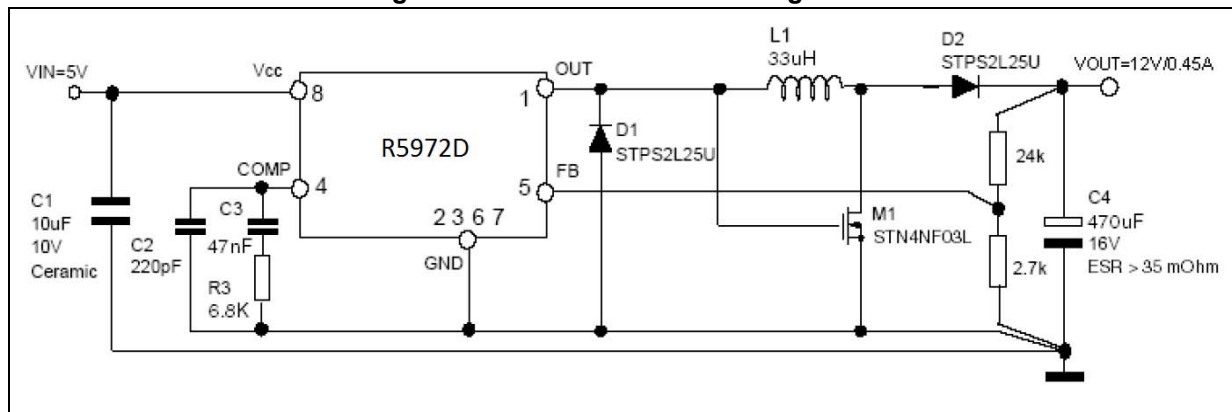 VIN=5V
Vcc
8
OUT
1
R5972D
COMP
4
FB
5
2 3 6 7
GND
C1
10uF
10V
Ceramic
C2
220pF
C3
47nF
R3
6.8K
D1
STPS2L25U
L1
33uH
D2
STPS2L25U
VOUT=12V/0.45A
M1
STN4NF03L
24k
2.7k
C4
470uF
16V
ESR > 35 mOhm